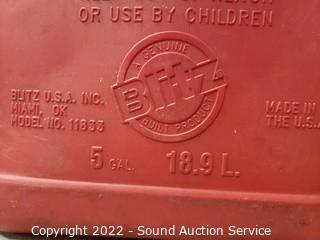 OR USE BY CHILDREN
A GENUINE
Blitz
BUILT PRODUCT
BLITZ U.S.A. INC.
MIAMI, OK
MODEL NO. 11833
MADE IN
THE U.S.A
5 GAL. 18.9 L.
Copyright 2022 - Sound Auction Service